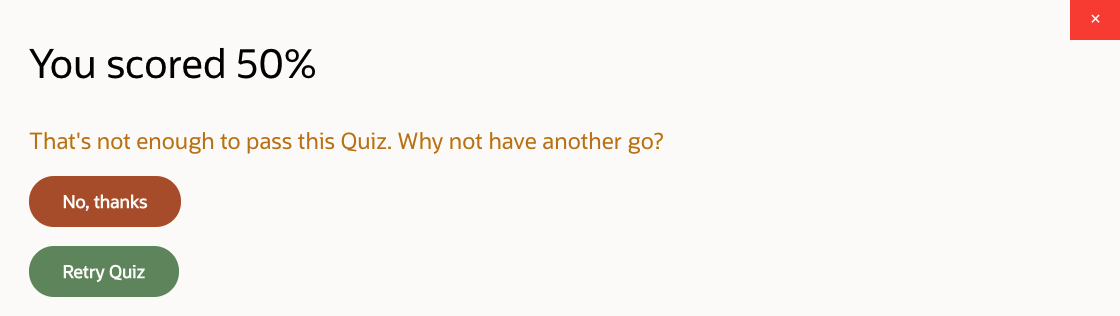 ×
You scored 50%
That's not enough to pass this Quiz. Why not have another go?
No, thanks
Retry Quiz